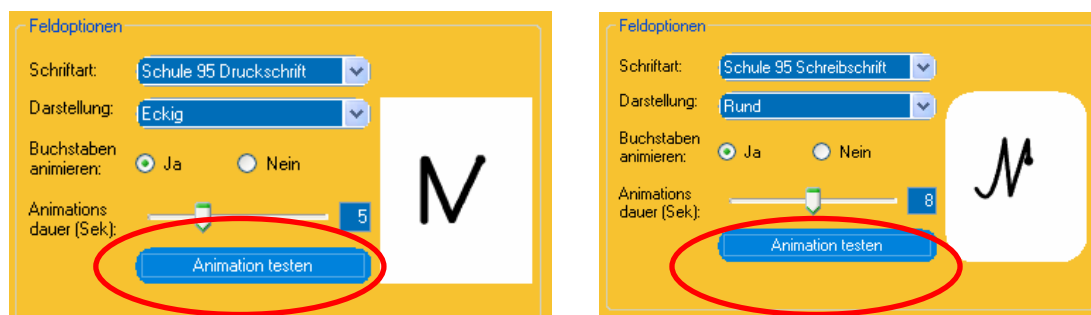 Feldoptionen
Schriftart: Schule 95 Druckschrift
Darstellung: Eckig
Buchstaben
animieren: Ja Nein
Animations
dauer (Sek): 5
Animation testen
N
Feldoptionen
Schriftart: Schule 95 Schreibschrift
Darstellung: Rund
Buchstaben
animieren: Ja Nein
Animations
dauer (Sek): 8
Animation testen
N